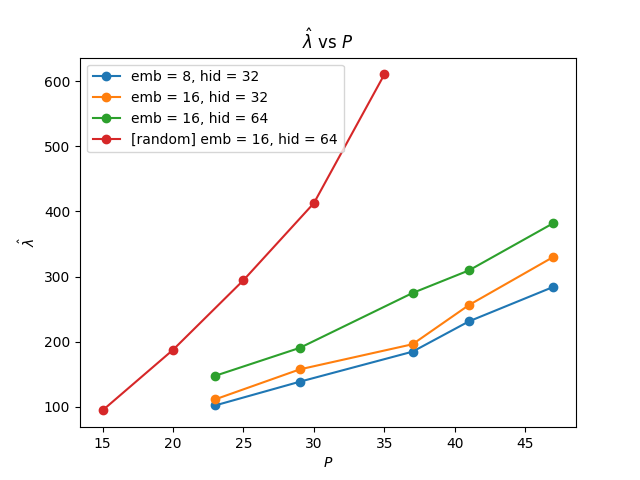 λ̂ vs P
emb = 8, hid = 32
emb = 16, hid = 32
emb = 16, hid = 64
[random] emb = 16, hid = 64
600
500
400
300
200
100
λ̂
15 20 25 30 35 40 45
P